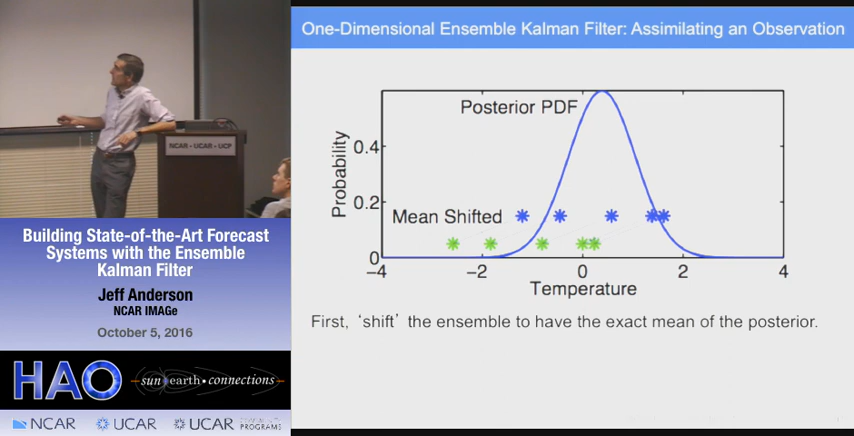 One-Dimensional Ensemble Kalman Filter: Assimilating an Observation
NCAR • UCAR • UCP
Posterior PDF
Probability
0.4
0.2
0
Mean Shifted
−4
−2
0
2
4
Temperature
First, ‘shift’ the ensemble to have the exact mean of the posterior.
Building State-of-the-Art Forecast
Systems with the Ensemble
Kalman Filter
Jeff Anderson
NCAR IMAGe
October 5, 2016
HAO
sun earth • connections
NCAR
UCAR
UCAR
PROGRAMS